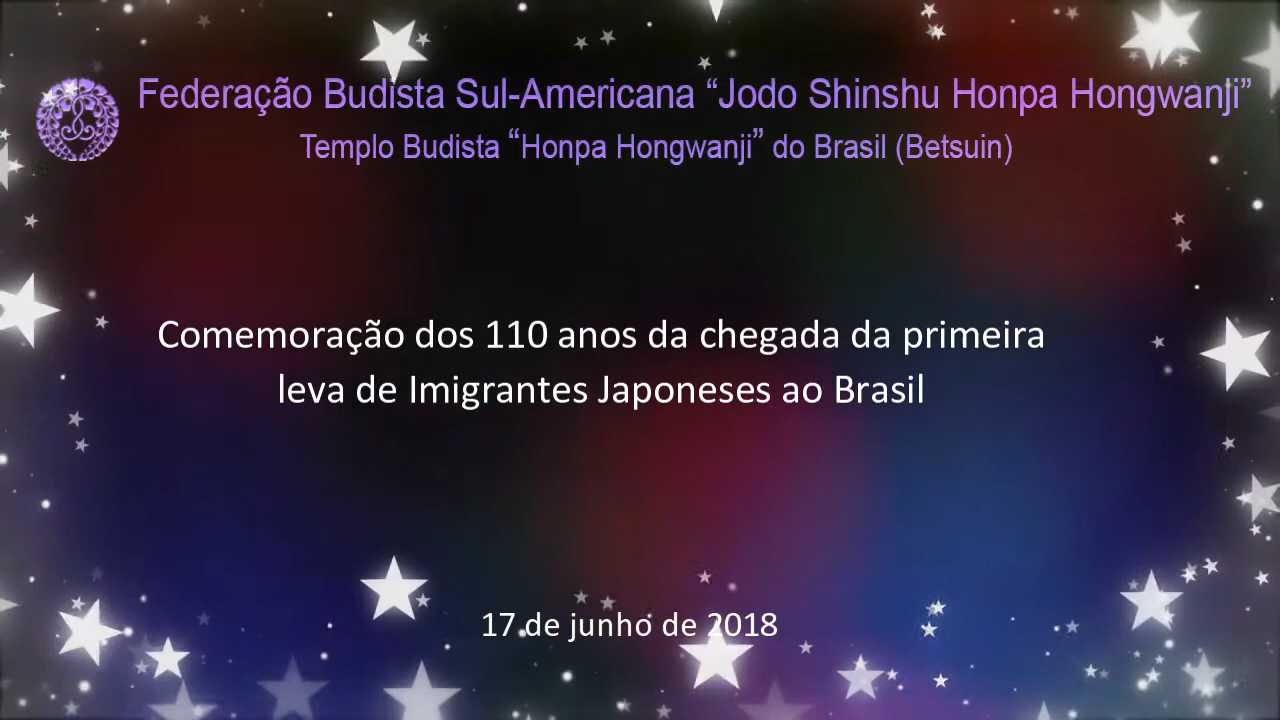 Federação Budista Sul-Americana “Jodo Shinshu Honpa Hongwanji”
Templo Budista “Honpa Hongwanji” do Brasil (Betsuin)
Comemoração dos 110 anos da chegada da primeira
leva de Imigrantes Japoneses ao Brasil
17 de junho de 2018